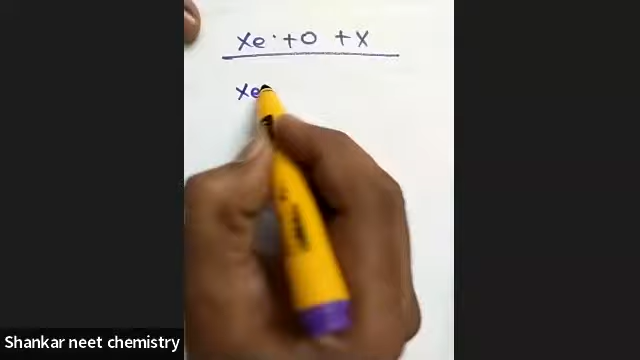 Xe + O + X
Xe
Shankar neet chemistry